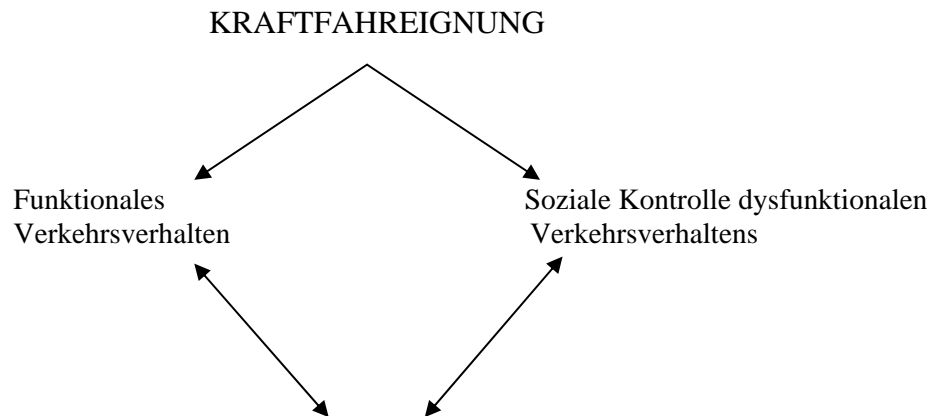 KRAFTFAHREIGNUNG
Funktionales
Verkehrsverhalten
Soziale Kontrolle dysfunktionalen
Verkehrsverhaltens